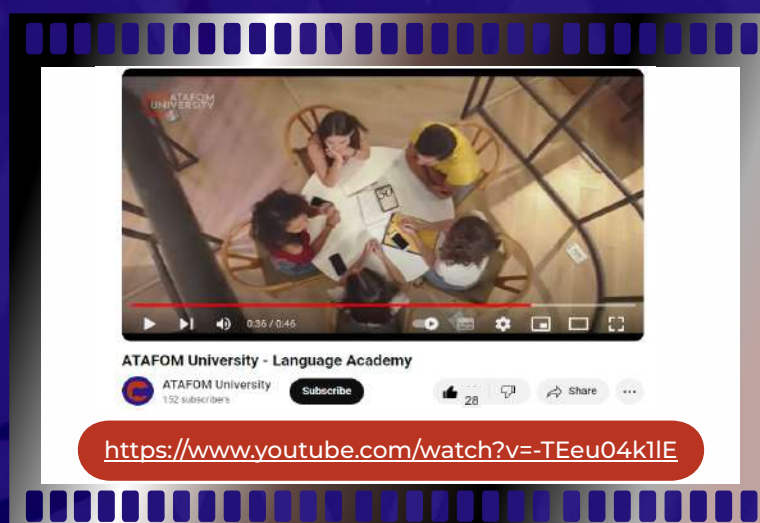 ATAFOM
UNIVERSITY
0:36 / 0:46
ATAFOM University - Language Academy
ATAFOM University
152 subscribers
Subscribe
28
Share
https://www.youtube.com/watch?v=-TEeu04k1lE